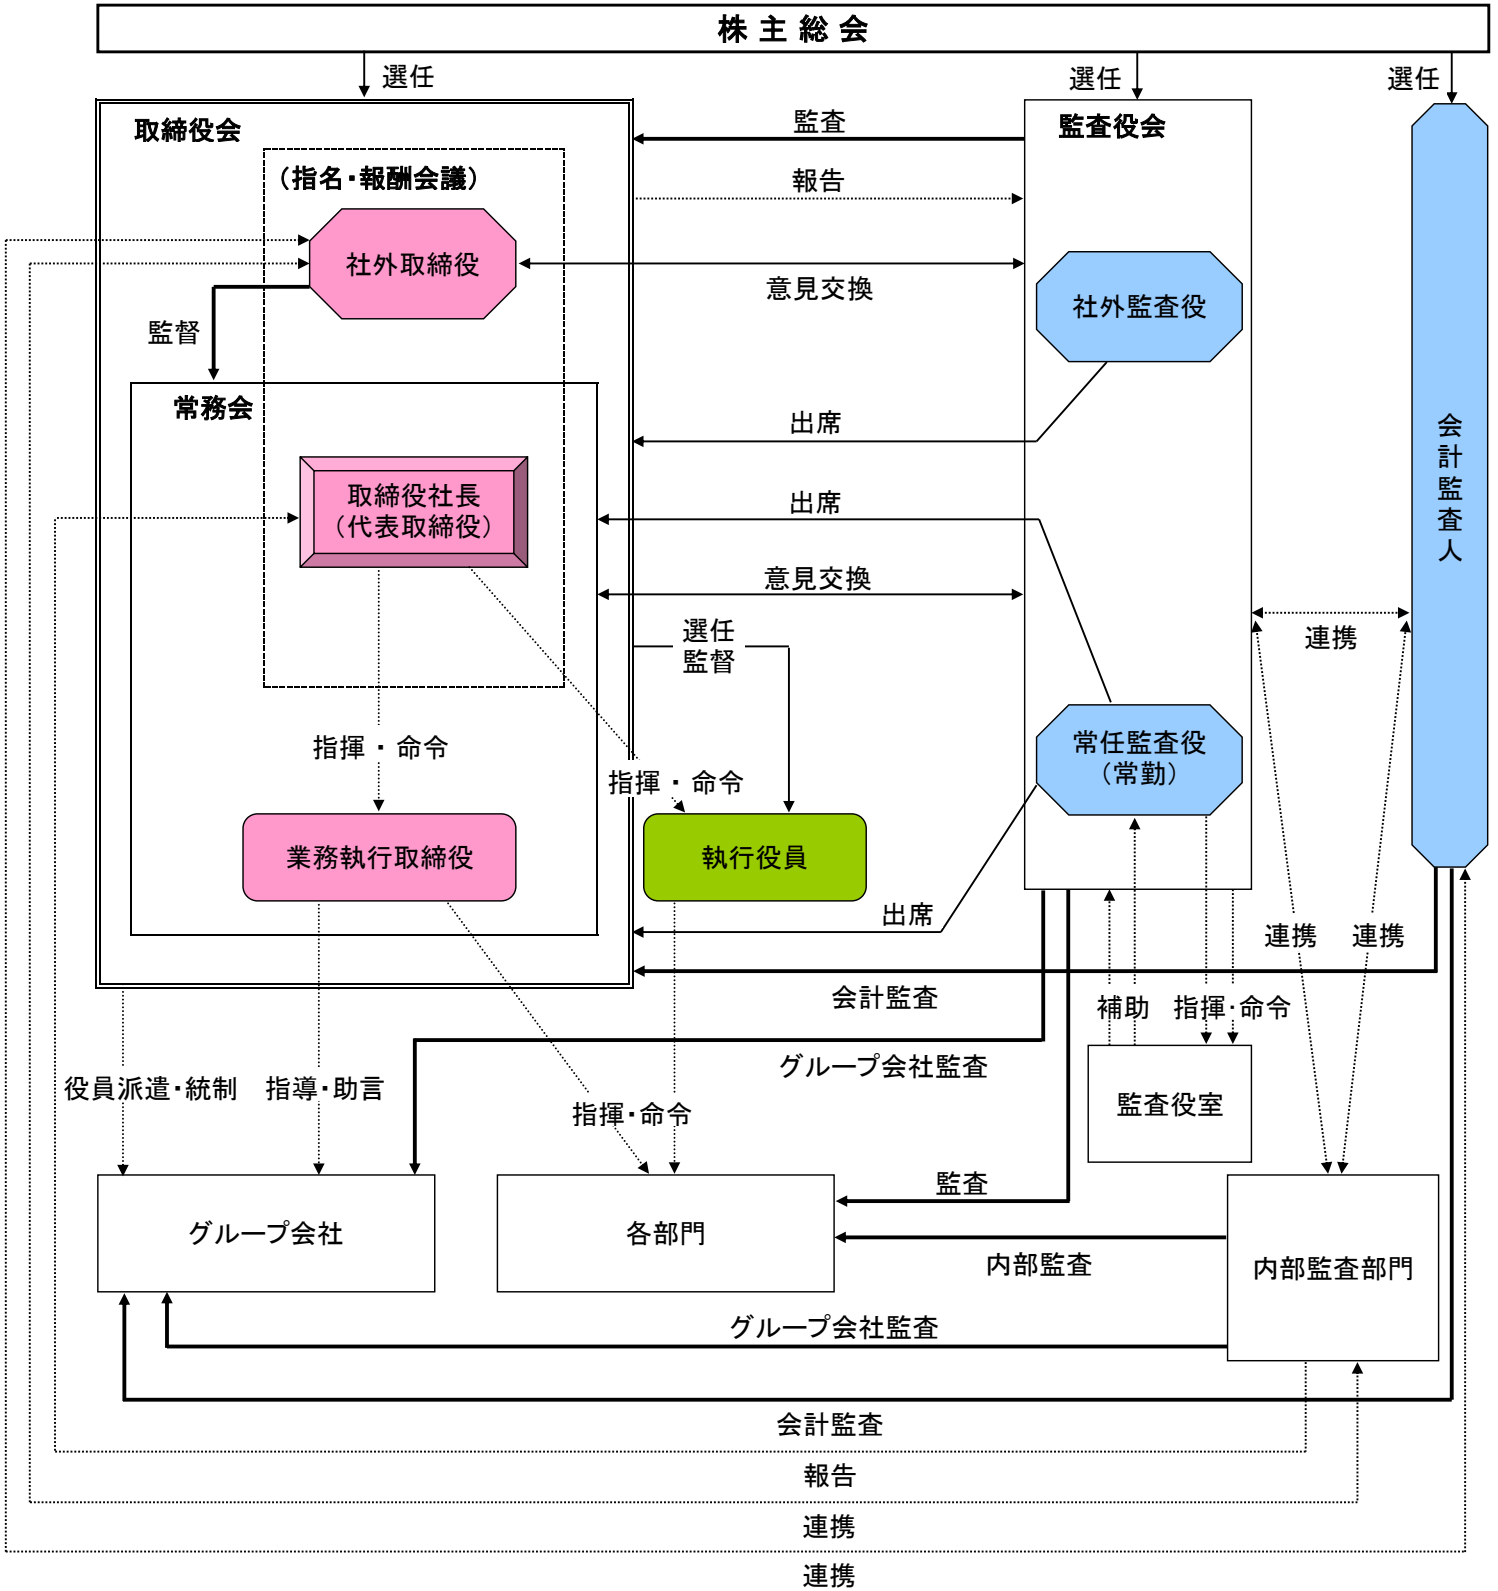 株主総会
選任
選任
選任
取締役会
監査
監査役会
（指名・報酬会議）
報告
社外取締役
意見交換
社外監査役
監督
常務会
出席
会計監査人
取締役社長
（代表取締役）
出席
意見交換
選任
監督
連携
指揮・命令
指揮・命令
常任監査役
（常勤）
業務執行取締役
執行役員
出席
連携
連携
会計監査
補助
指揮・命令
グループ会社監査
役員派遣・統制
指導・助言
指揮・命令
監査役室
監査
グループ会社
各部門
内部監査
内部監査部門
グループ会社監査
会計監査
報告
連携
連携